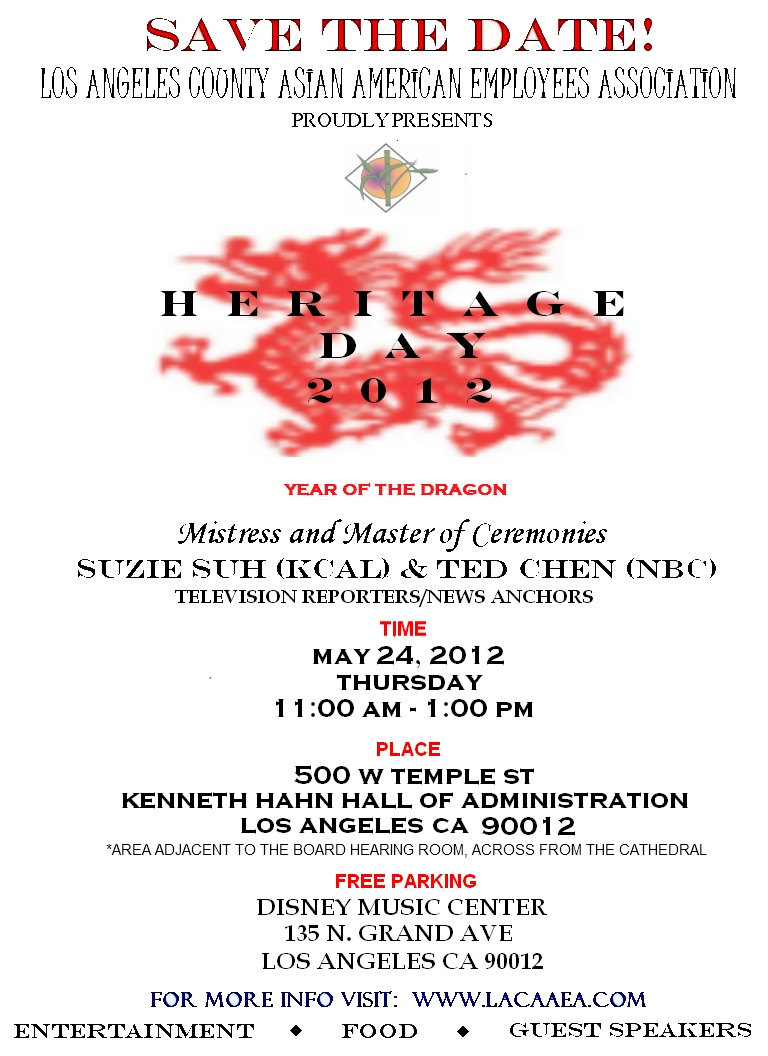 SAVE THE DATE!
LOS ANGELES COUNTY ASIAN AMERICAN EMPLOYEES ASSOCIATION
PROUDLY PRESENTS
HERITAGE
DAY
2012
YEAR OF THE DRAGON
Mistress and Master of Ceremonies
SUZIE SUH (KCAL) & TED CHEN (NBC)
TELEVISION REPORTERS/NEWS ANCHORS
TIME
MAY 24, 2012
THURSDAY
11:00 AM - 1:00 PM
PLACE
500 W TEMPLE ST
KENNETH HAHN HALL OF ADMINISTRATION
LOS ANGELES CA 90012
*AREA ADJACENT TO THE BOARD HEARING ROOM, ACROSS FROM THE CATHEDRAL
FREE PARKING
DISNEY MUSIC CENTER
135 N. GRAND AVE
LOS ANGELES CA 90012
FOR MORE INFO VISIT: WWW.LACAAEA.COM
ENTERTAINMENT ◆ FOOD ◆ GUEST SPEAKERS